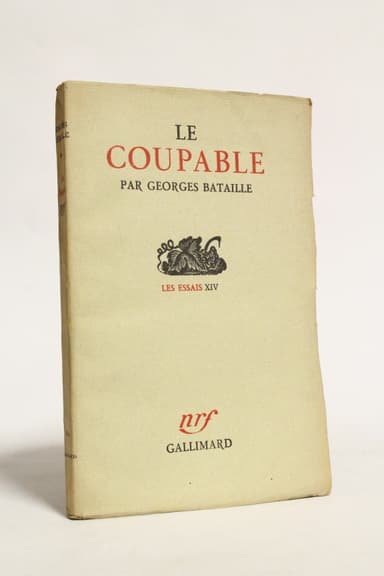 LE
COUPABLE
PAR GEORGES BATAILLE
LES ESSAIS XIV
nrf
GALLIMARD